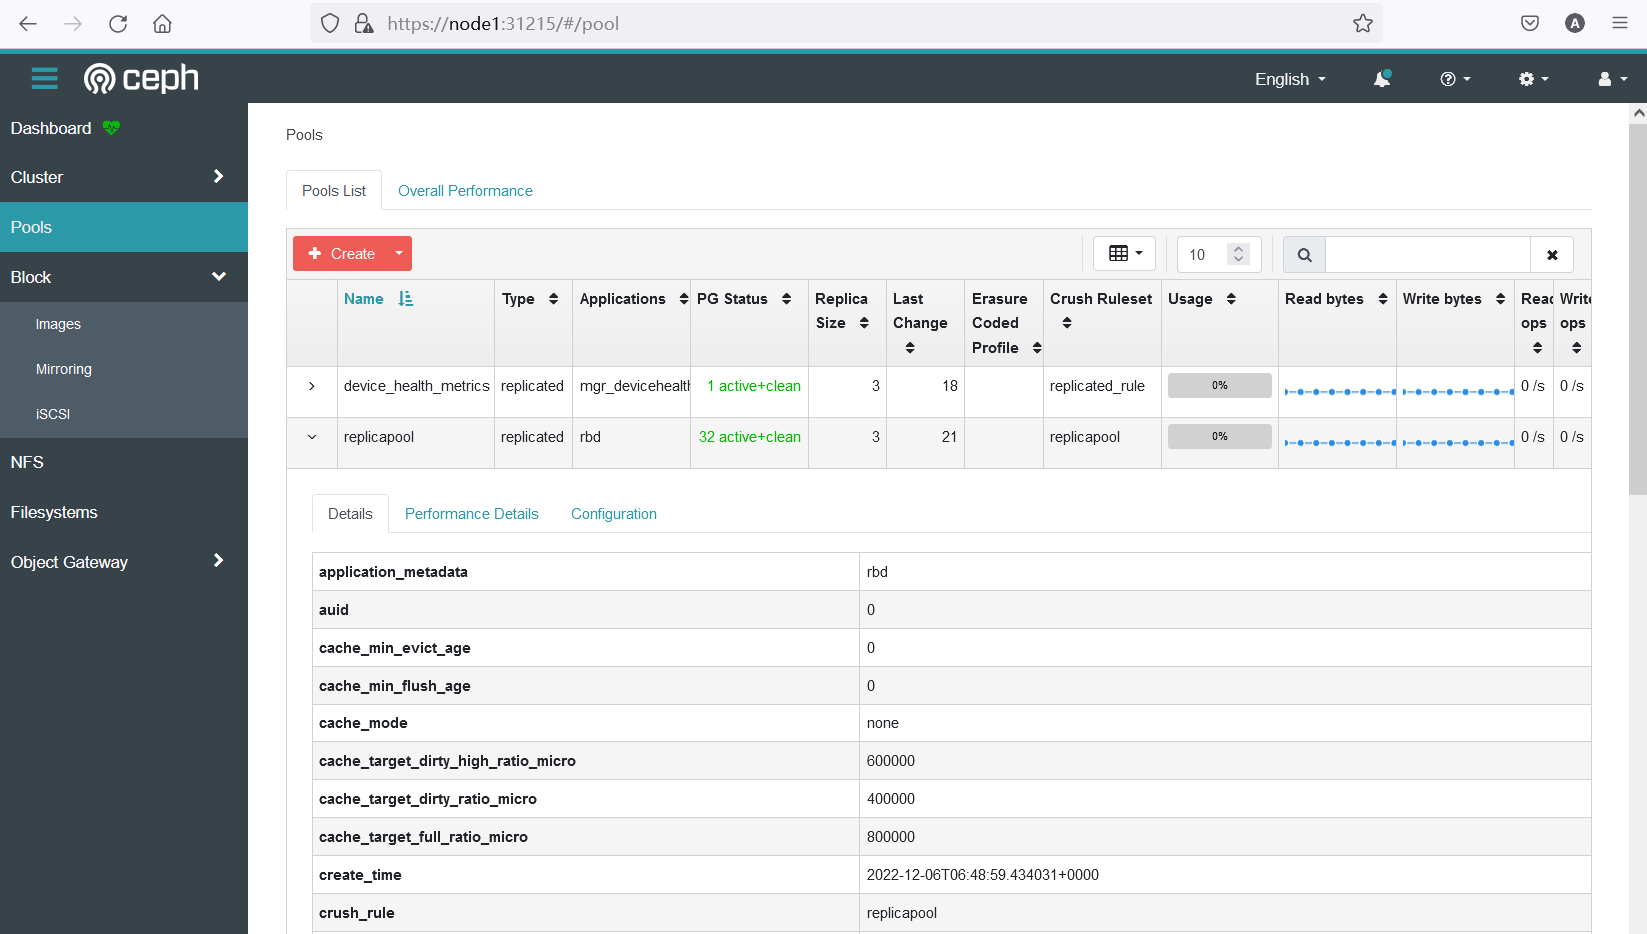 https://node1:31215/#/pool
A
ceph
English
Dashboard
Cluster
Pools
Block
Images
Mirroring
iSCSI
NFS
Filesystems
Object Gateway
Pools
Pools List Overall Performance
Create 10
Name Type Applications PG Status Replica Size Last Change Erasure Coded Profile Crush Ruleset Usage Read bytes Write bytes Read ops Write ops
device_health_metrics replicated mgr_devicehealth 1 active+clean 3 18 replicated_rule 0% 0 /s 0 /s
replicapool replicated rbd 32 active+clean 3 21 replicapool 0% 0 /s 0 /s
Details Performance Details Configuration
application_metadata rbd
auid 0
cache_min_evict_age 0
cache_min_flush_age 0
cache_mode none
cache_target_dirty_high_ratio_micro 600000
cache_target_dirty_ratio_micro 400000
cache_target_full_ratio_micro 800000
create_time 2022-12-06T06:48:59.434031+0000
crush_rule replicapool